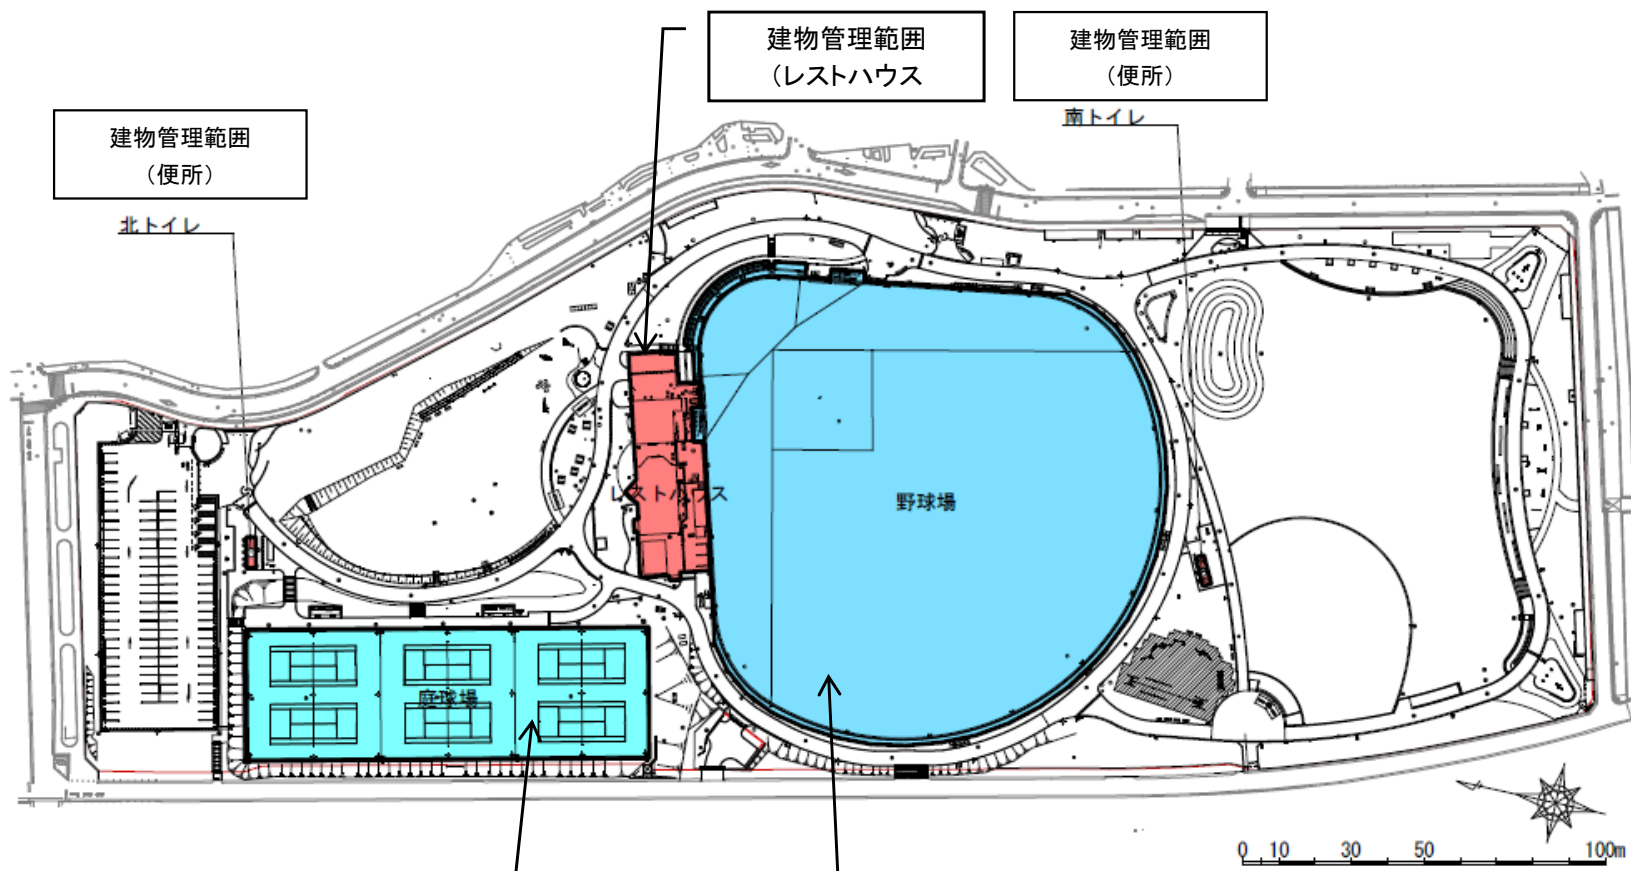 建物管理範囲
（レストハウス
建物管理範囲
（便所）
南トイレ
建物管理範囲
（便所）
北トイレ
レストハウス
野球場
庭球場
0 10 30 50 100m